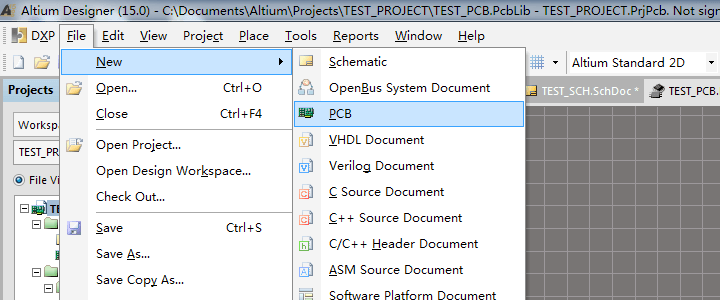 Altium Designer (15.0) - C:\Documents\Altium\Projects\TEST_PROJECT\TEST_PCB.PcbLib - TEST_PROJECT.PrjPcb. Not sign
DXP File Edit View Project Place Tools Reports Window Help
Altium Standard 2D
Projects
New
Schematic
Open... Ctrl+O
OpenBus System Document
TEST_SCH.SchDoc * TEST_PCB.
Close Ctrl+F4
PCB
Worksp
VHDL Document
TEST_PR
Open Project...
Verilog Document
File Vi
Open Design Workspace...
C Source Document
Check Out...
TE
C++ Source Document
Save Ctrl+S
C/C++ Header Document
Save As...
ASM Source Document
Save Copy As...
Software Platform Document